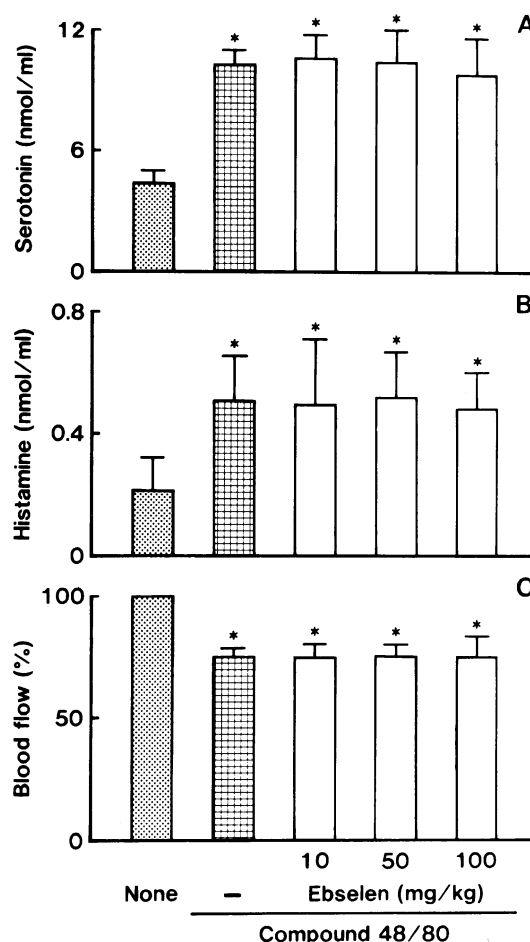 A
12
6
0
Serotonin (nmol/ml)
* * * * *
B
0.8
0.4
0
Histamine (nmol/ml)
* * * * *
C
100
50
0
Blood flow (%)
* * * * *
10 50 100
None – Ebselen (mg/kg)
Compound 48/80